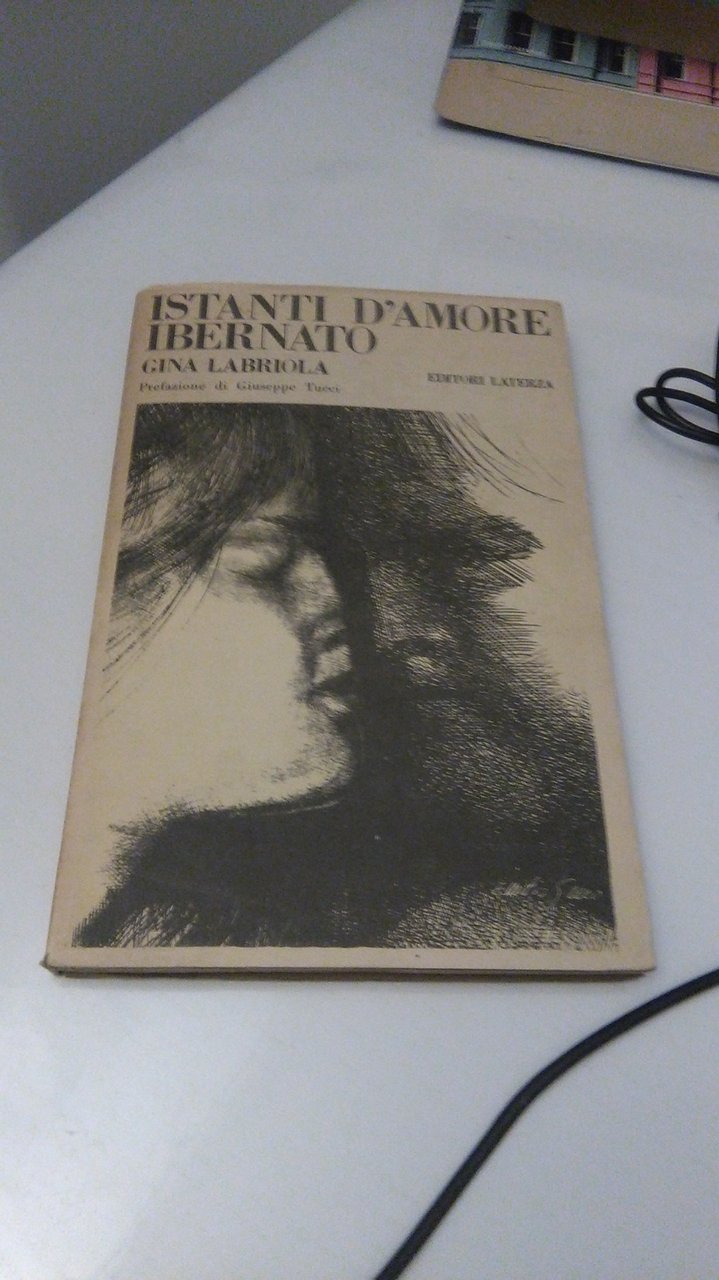 ISTANTI D'AMORE
IBERNATO
GINA LABRIOLA
Prefazione di Giuseppe Tucci
EDITORI LATERZA